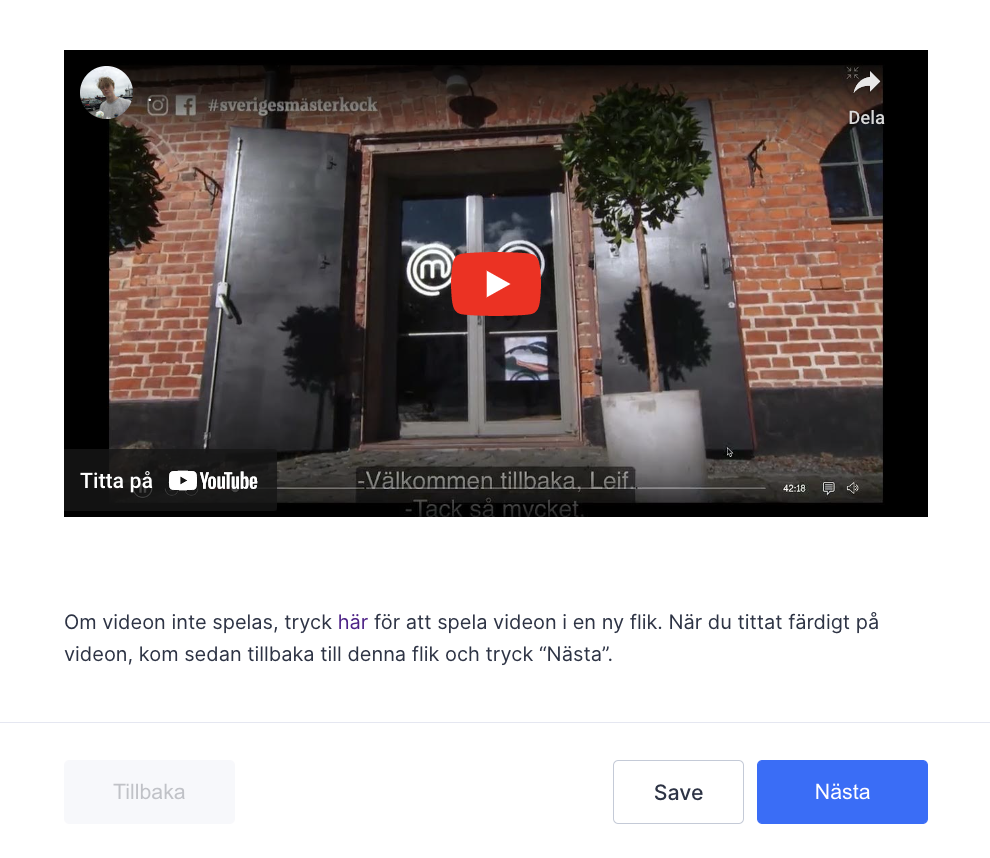 #sverigesmästerkock
Dela
m
Titta på YouTube
-Välkommen tillbaka, Leif.
-Tack så mycket.
42:18
Om videon inte spelas, tryck här för att spela videon i en ny flik. När du tittat färdigt på
videon, kom sedan tillbaka till denna flik och tryck “Nästa”.
Tillbaka
Save
Nästa